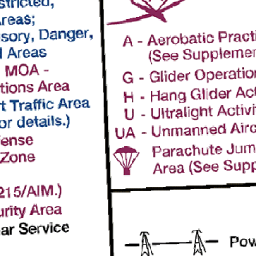 stricted,
reas;
sory, Danger,
l Areas
MOA -
tions Area
t Traffic Area
or details.)
ense
Zone
215/AIM.)
urity Area
ar Service
A - Aerobatic Practi
(See Supplemen
G - Glider Operation
H - Hang Glider Act
U - Ultralight Activi
UA - Unmanned Airc
Parachute Jum
Area (See Supp
Pow